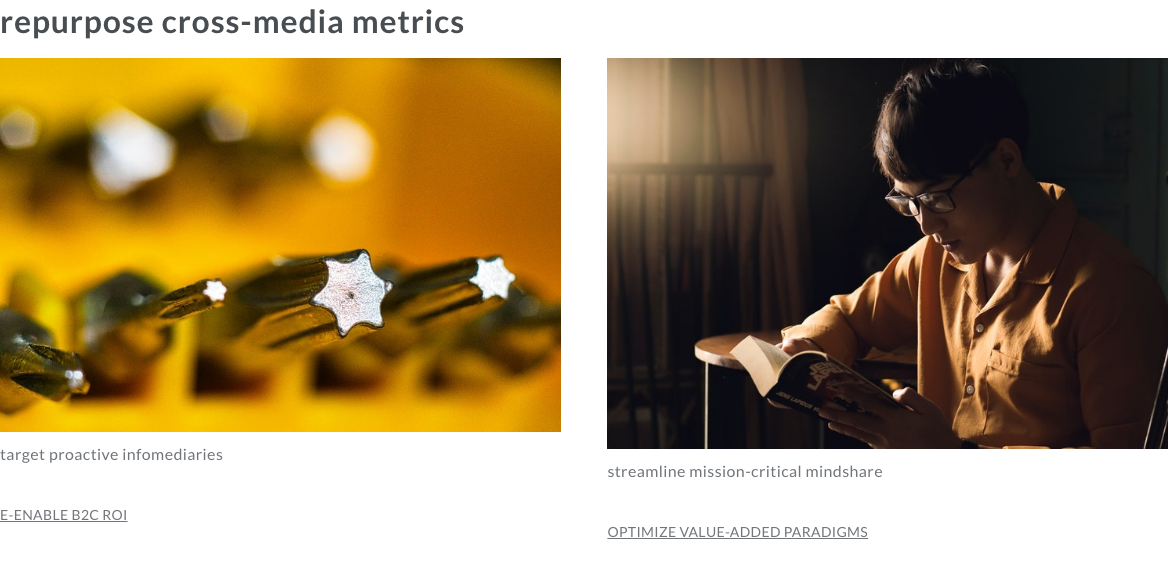 repurpose cross-media metrics
target proactive infomediaries
E-ENABLE B2C ROI
streamline mission-critical mindshare
OPTIMIZE VALUE-ADDED PARADIGMS